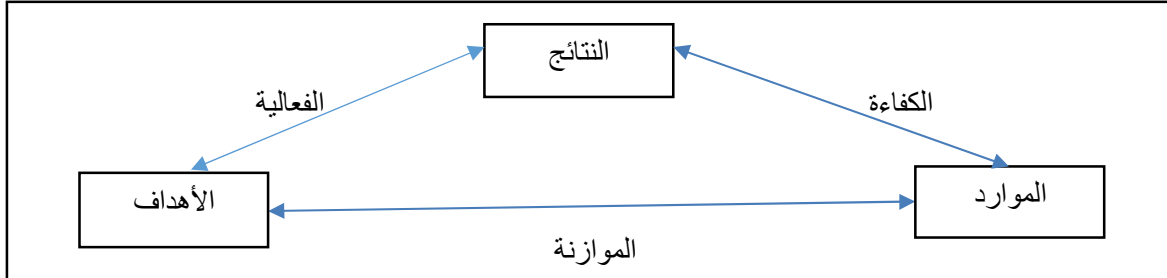 النتائج
الكفاءة
الفعالية
الموارد
الأهداف
الموازنة